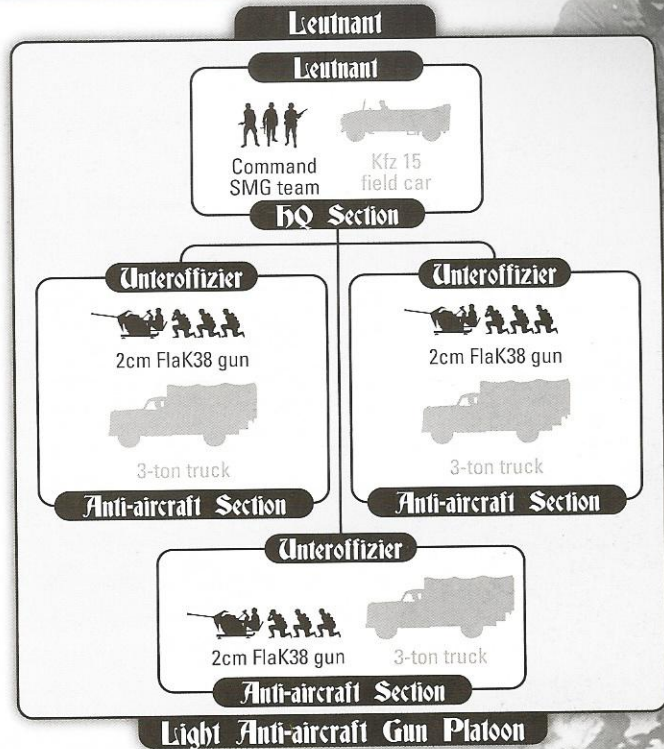 Leutnant
Leutnant
Command
SMG team
Kfz 15
field car
HQ Section
Unteroffizier
2cm FlaK38 gun
3-ton truck
Anti-aircraft Section
Unteroffizier
2cm FlaK38 gun
3-ton truck
Anti-aircraft Section
Unteroffizier
2cm FlaK38 gun
3-ton truck
Anti-aircraft Section
Light Anti-aircraft Gun Platoon